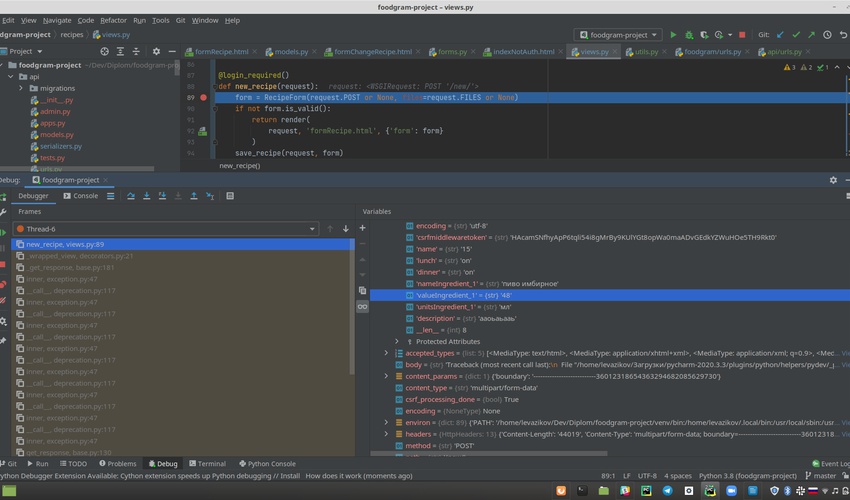 foodgram-project – views.py
File Edit View Navigate Code Refactor Run Tools Git Window Help
dgram-project recipes views.py
foodgram-project
Git:
Project
formRecipe.html models.py formChangeRecipe.html forms.py indexNotAuth.html views.py utils.py foodgram/urls.py api/urls.py
foodgram-project ~/Dev/Diplom/foodgram-pr
api
migrations
__init__.py
admin.py
apps.py
models.py
serializers.py
tests.py
urls.py
86
3 2 1
@login_required()
88 def new_recipe(request): request: <WSGIRequest: POST '/new/'>
89 form = RecipeForm(request.POST or None, files=request.FILES or None)
90 if not form.is_valid():
91 return render(
92 request, 'formRecipe.html', {'form': form}
93 )
94 save_recipe(request, form)
new_recipe()
Debug: foodgram-project
Debugger Console
Frames
Variables
Thread-6
new_recipe, views.py:89
_wrapped_view, decorators.py:21
_get_response, base.py:181
inner, exception.py:47
__call__, deprecation.py:117
inner, exception.py:47
__call__, deprecation.py:117
inner, exception.py:47
__call__, deprecation.py:117
inner, exception.py:47
__call__, deprecation.py:117
inner, exception.py:47
__call__, deprecation.py:117
inner, exception.py:47
__call__, deprecation.py:117
inner, exception.py:47
__call__, deprecation.py:117
inner, exception.py:47
get_response, base.py:130
encoding = {str} 'utf-8'
'csrfmiddlewaretoken' = {str}
'name' = {str} '15'
'lunch' = {str} 'on'
'dinner' = {str} 'on'
'nameIngredient_1' = {str} 'пиво имбирное'
'valueIngredient_1' = {str} '48'
'unitsIngredient_1' = {str} 'мл'
'description' = {str}
__len__ = {int} 8
Protected Attributes
accepted_types = {list: 5} [<MediaType: text/html>, <MediaType: application/xhtml+xml>, <MediaType: application/xml; q=0.9>, <Mec...
body = {str} 'Traceback (most recent call last):\n File "/home/levazikov/Загрузки/pycharm-2020.3.3/plugins/python/helpers/pydev/_
content_params = {dict: 1} {'boundary':
content_type = {str} 'multipart/form-data'
csrf_processing_done = {bool} True
encoding = {NoneType} None
environ = {dict: 89} {'PATH': '/home/levazikov/Dev/Diplom/foodgram-project/venv/bin:/home/levazikov/.local/bin:/usr/local/sbin:/usr
headers = {HttpHeaders: 13} {'Content-Length': '44019', 'Content-Type': 'multipart/form-data; boundary=
method = {str} 'POST'
Git Run TODO Problems Debug Terminal Python Console
Event Log
Python Debugger Extension Available: Cython extension speeds up Python debugging // Install How does it work (moments ago)
89:1 LF UTF-8 4 spaces Python 3.8 (foodgram-project) master